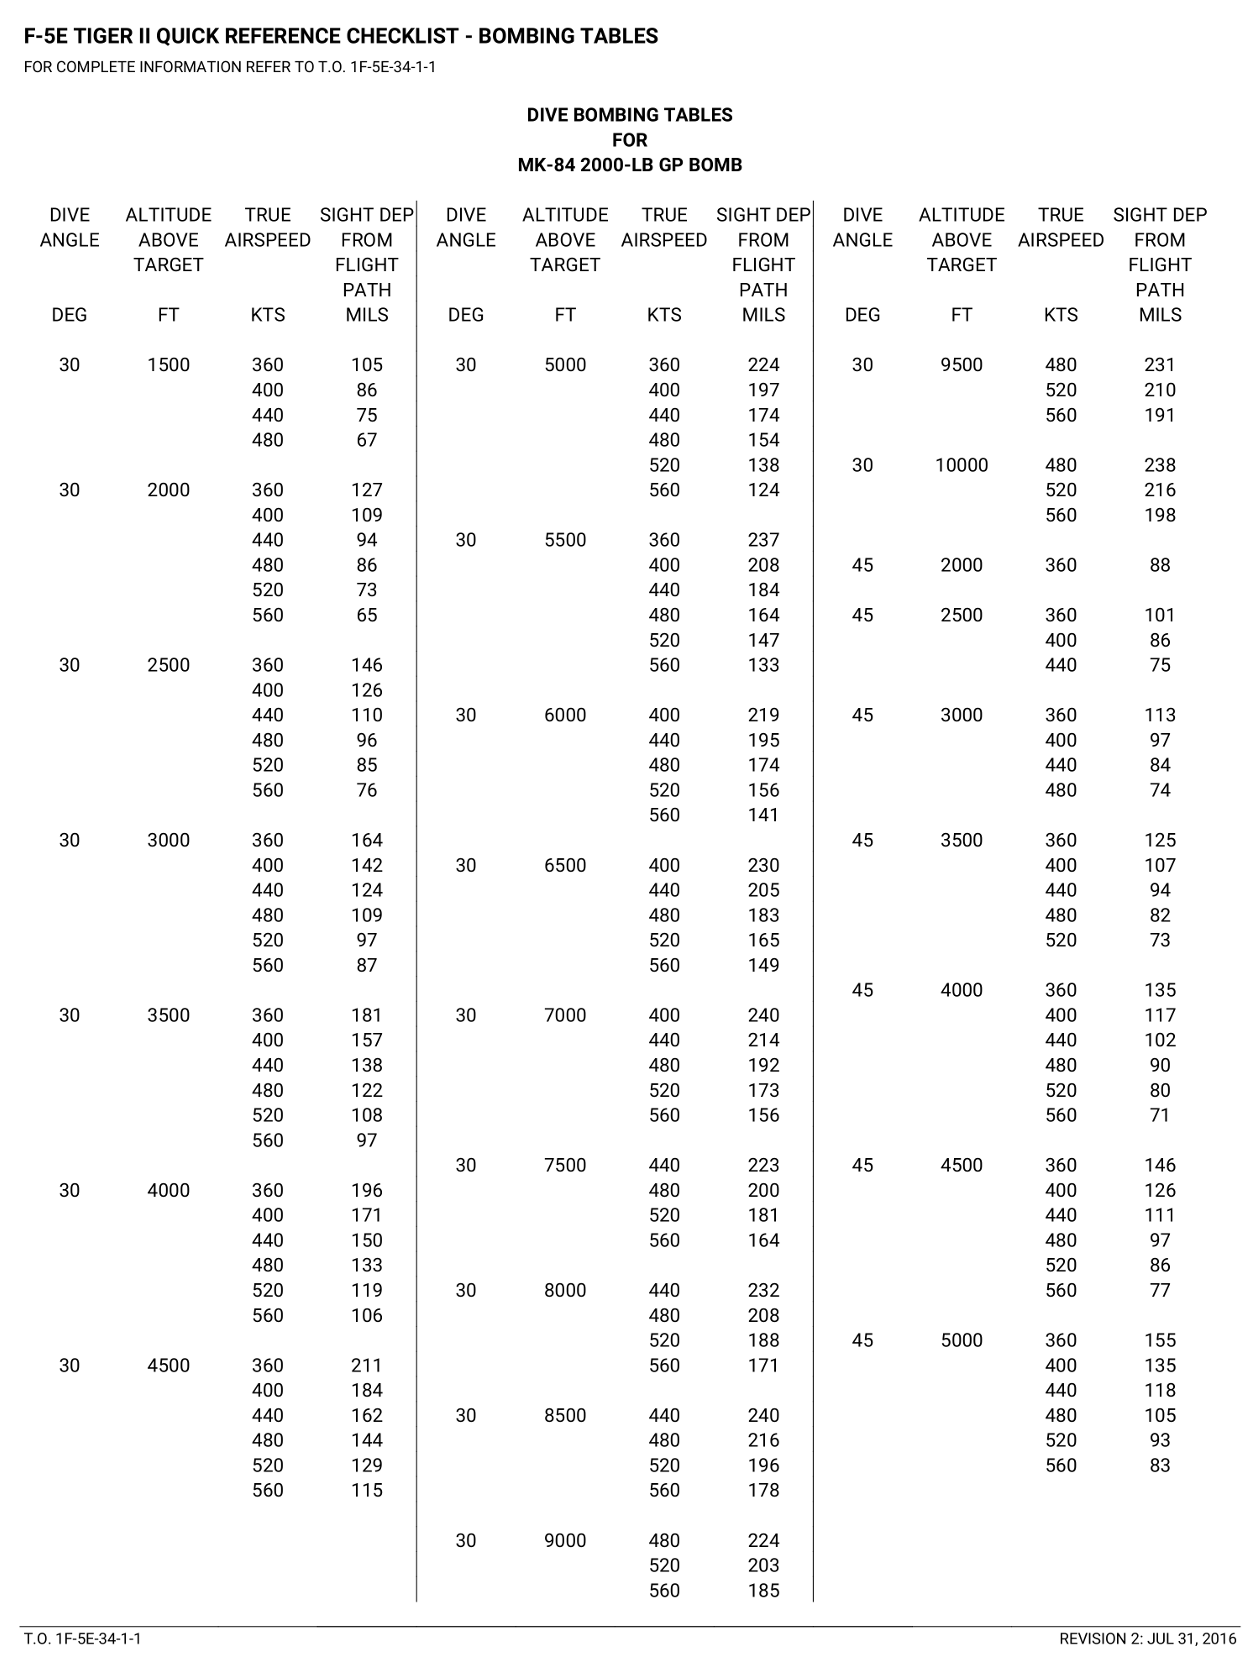 F-5E TIGER II QUICK REFERENCE CHECKLIST - BOMBING TABLES
FOR COMPLETE INFORMATION REFER TO T.O. 1F-5E-34-1-1
DIVE BOMBING TABLES
FOR
MK-84 2000-LB GP BOMB
DIVE ALTITUDE TRUE SIGHT DEP
ANGLE ABOVE AIRSPEED FROM
TARGET FLIGHT
PATH
DEG FT KTS MILS
30 1500 360 105
400 86
440 75
480 67
30 2000 360 127
400 109
440 94
480 86
520 73
560 65
30 2500 360 146
400 126
440 110
480 96
520 85
560 76
30 3000 360 164
400 142
440 124
480 109
520 97
560 87
30 3500 360 181
400 157
440 138
480 122
520 108
560 97
30 4000 360 196
400 171
440 150
480 133
520 119
560 106
30 4500 360 211
400 184
440 162
480 144
520 129
560 115
DIVE ALTITUDE TRUE SIGHT DEP
ANGLE ABOVE AIRSPEED FROM
TARGET FLIGHT
PATH
DEG FT KTS MILS
30 5000 360 224
400 197
440 174
480 154
520 138
560 124
30 5500 360 237
400 208
440 184
480 164
520 147
560 133
30 6000 400 219
440 195
480 174
520 156
560 141
30 6500 400 230
440 205
480 183
520 165
560 149
30 7000 400 240
440 214
480 192
520 173
560 156
30 7500 440 223
480 200
520 181
560 164
30 8000 440 232
480 208
520 188
560 171
30 8500 440 240
480 216
520 196
560 178
30 9000 480 224
520 203
560 185
DIVE ALTITUDE TRUE SIGHT DEP
ANGLE ABOVE AIRSPEED FROM
TARGET FLIGHT
PATH
DEG FT KTS MILS
30 9500 480 231
520 210
560 191
30 10000 480 238
520 216
560 198
45 2000 360 88
45 2500 360 101
400 86
440 75
45 3000 360 113
400 97
440 84
480 74
45 3500 360 125
400 107
440 94
480 82
520 73
45 4000 360 135
400 117
440 102
480 90
520 80
560 71
45 4500 360 146
400 126
440 111
480 97
520 86
560 77
45 5000 360 155
400 135
440 118
480 105
520 93
560 83
T.O. 1F-5E-34-1-1
REVISION 2: JUL 31, 2016